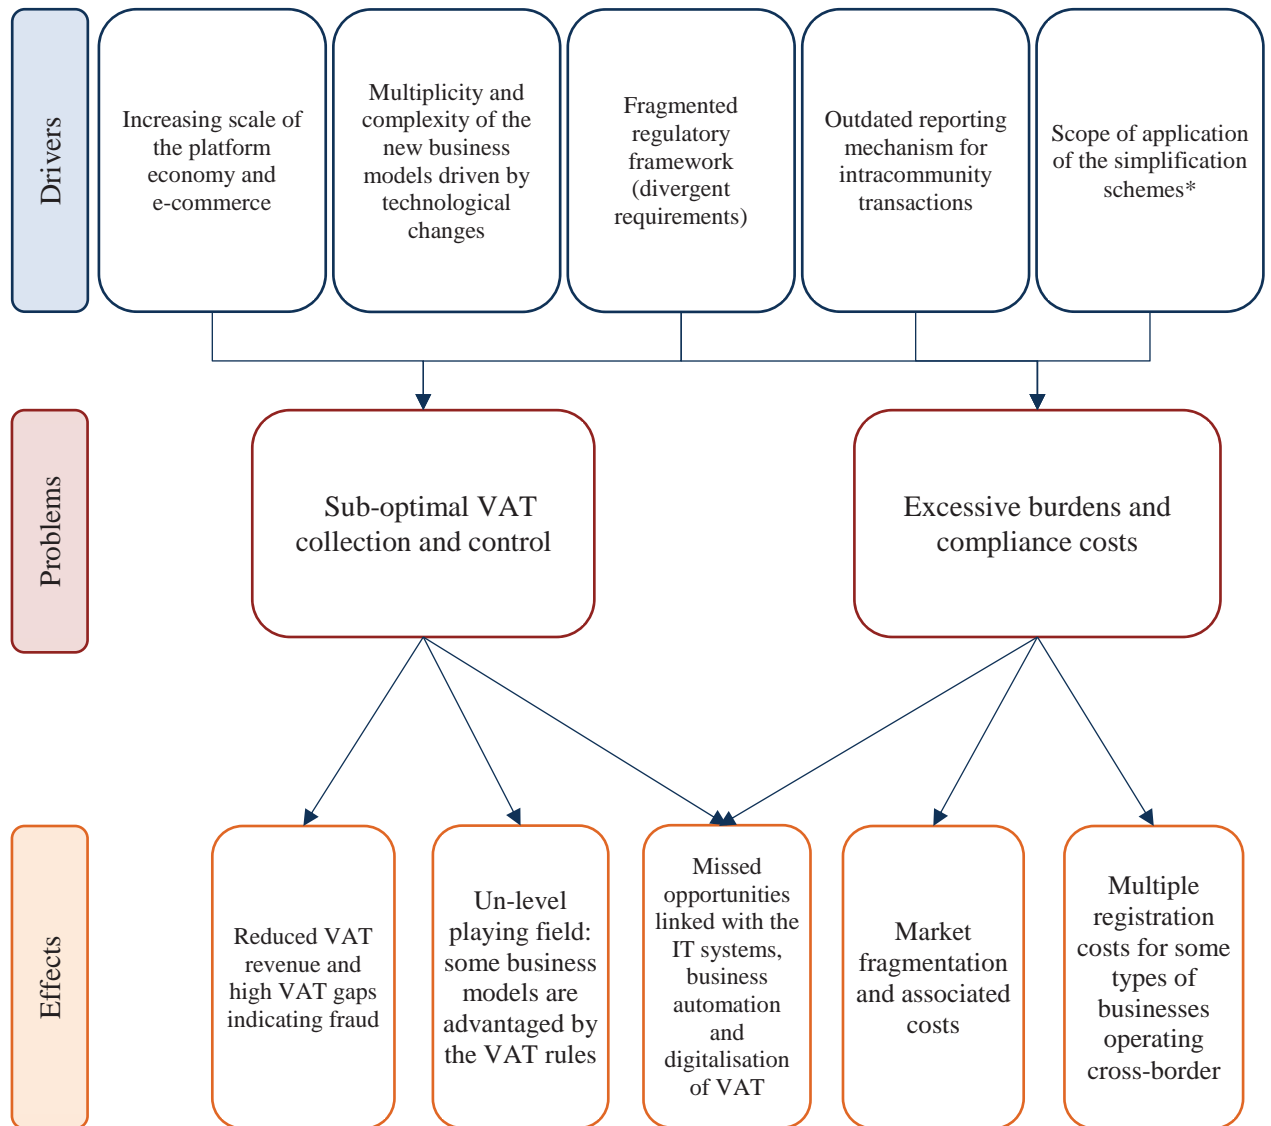 Drivers
Increasing scale of
the platform
economy and
e-commerce
Multiplicity and
complexity of the
new business
models driven by
technological
changes
Fragmented
regulatory
framework
(divergent
requirements)
Outdated reporting
mechanism for
intracommunity
transactions
Scope of application
of the simplification
schemes*
Problems
Sub-optimal VAT
collection and control
Excessive burdens and
compliance costs
Effects
Reduced VAT
revenue and
high VAT gaps
indicating fraud
Un-level
playing field:
some business
models are
advantaged by
the VAT rules
Missed
opportunities
linked with the
IT systems,
business
automation
and
digitalisation
of VAT
Market
fragmentation
and associated
costs
Multiple
registration
costs for some
types of
businesses
operating
cross-border